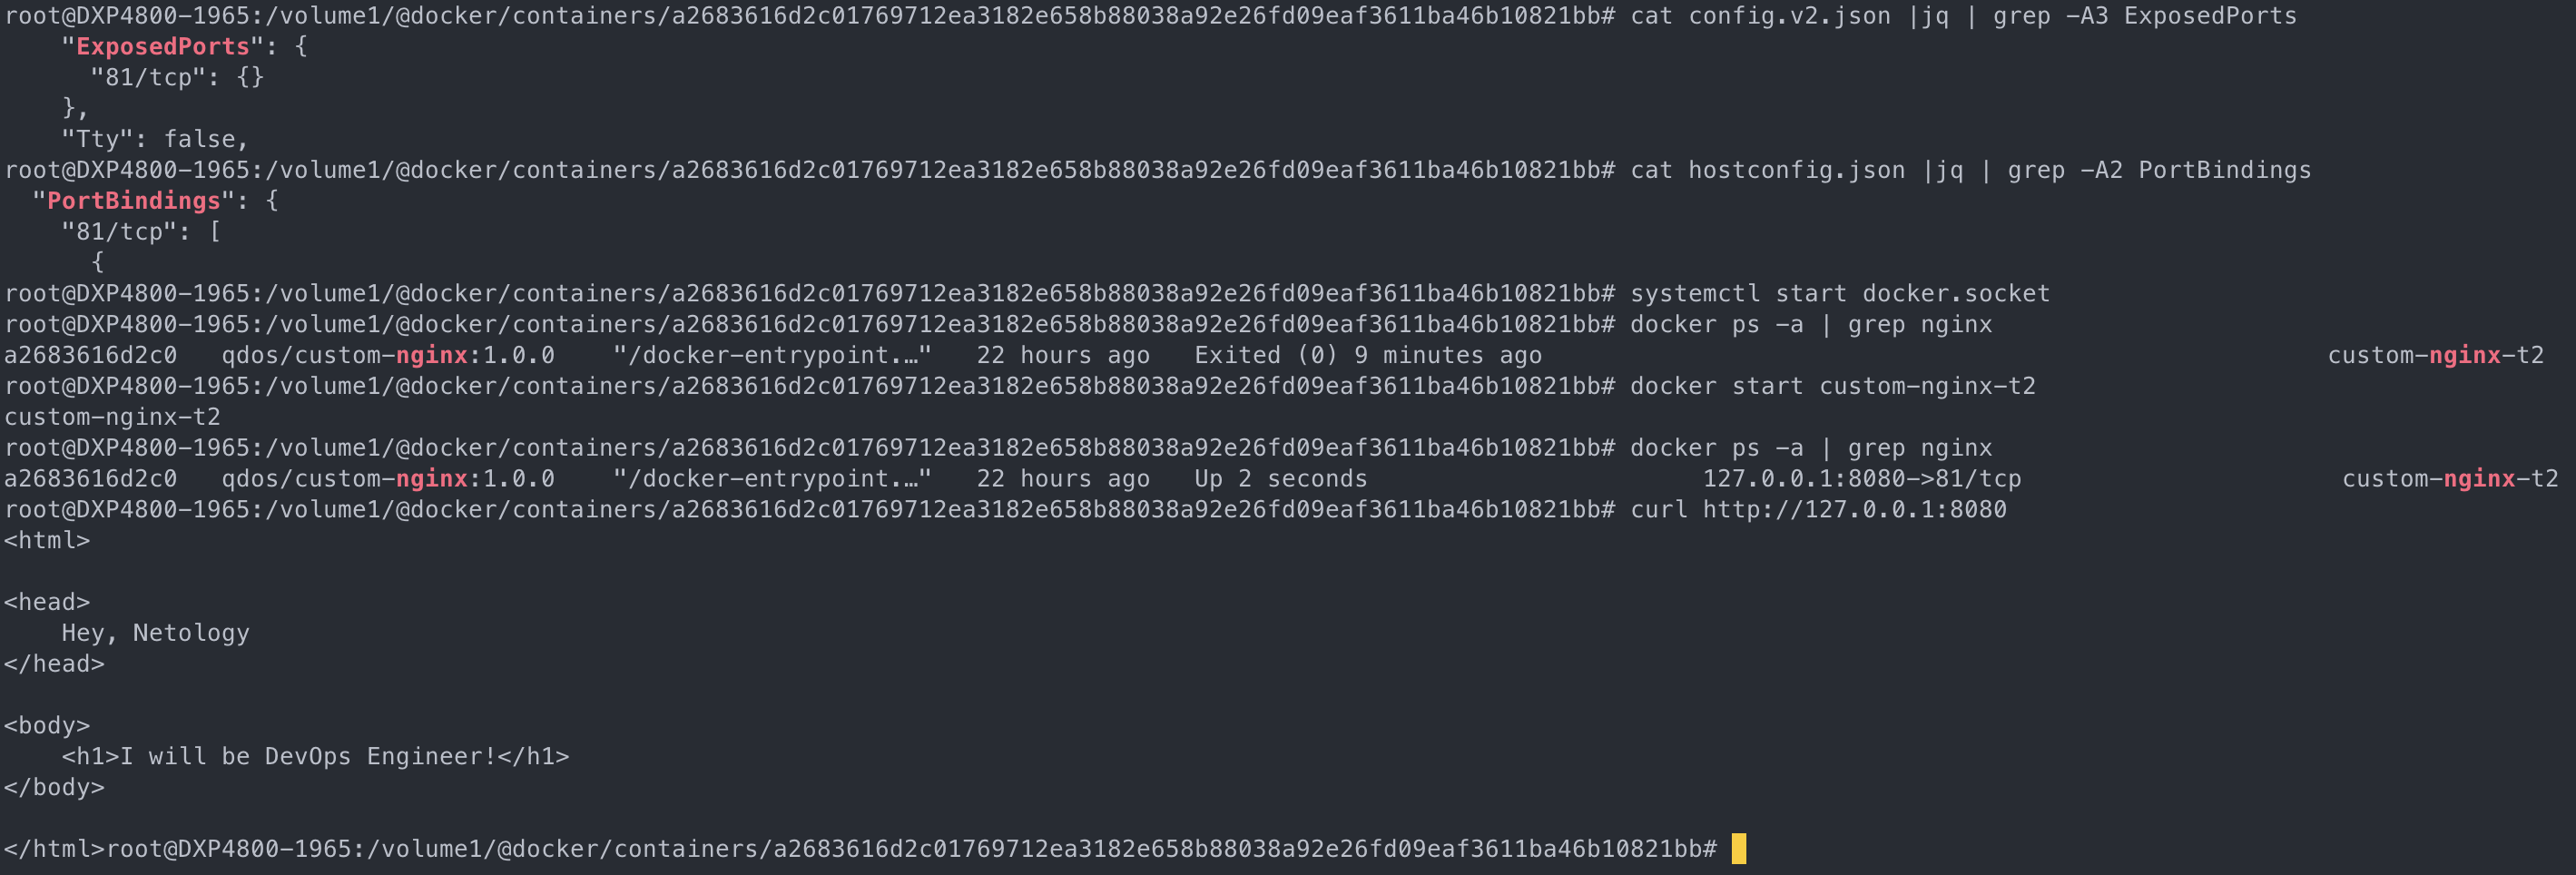 root@DXP4800-1965:/volume1/@docker/containers/a2683616d2c01769712ea3182e658b88038a92e26fd09eaf3611ba46b10821bb# cat config.v2.json |jq | grep -A3 ExposedPorts
    "ExposedPorts": {
      "81/tcp": {}
    },
    "Tty": false,
root@DXP4800-1965:/volume1/@docker/containers/a2683616d2c01769712ea3182e658b88038a92e26fd09eaf3611ba46b10821bb# cat hostconfig.json |jq | grep -A2 PortBindings
  "PortBindings": {
    "81/tcp": [
      {
root@DXP4800-1965:/volume1/@docker/containers/a2683616d2c01769712ea3182e658b88038a92e26fd09eaf3611ba46b10821bb# systemctl start docker.socket
root@DXP4800-1965:/volume1/@docker/containers/a2683616d2c01769712ea3182e658b88038a92e26fd09eaf3611ba46b10821bb# docker ps -a | grep nginx
a2683616d2c0   qdos/custom-nginx:1.0.0    "/docker-entrypoint.…"   22 hours ago   Exited (0) 9 minutes ago                                                      custom-nginx-t2
root@DXP4800-1965:/volume1/@docker/containers/a2683616d2c01769712ea3182e658b88038a92e26fd09eaf3611ba46b10821bb# docker start custom-nginx-t2
custom-nginx-t2
root@DXP4800-1965:/volume1/@docker/containers/a2683616d2c01769712ea3182e658b88038a92e26fd09eaf3611ba46b10821bb# docker ps -a | grep nginx
a2683616d2c0   qdos/custom-nginx:1.0.0    "/docker-entrypoint.…"   22 hours ago   Up 2 seconds                       127.0.0.1:8080->81/tcp                      custom-nginx-t2
root@DXP4800-1965:/volume1/@docker/containers/a2683616d2c01769712ea3182e658b88038a92e26fd09eaf3611ba46b10821bb# curl http://127.0.0.1:8080
<html>

<head>
    Hey, Netology
</head>

<body>
    <h1>I will be DevOps Engineer!</h1>
</body>

</html>root@DXP4800-1965:/volume1/@docker/containers/a2683616d2c01769712ea3182e658b88038a92e26fd09eaf3611ba46b10821bb#